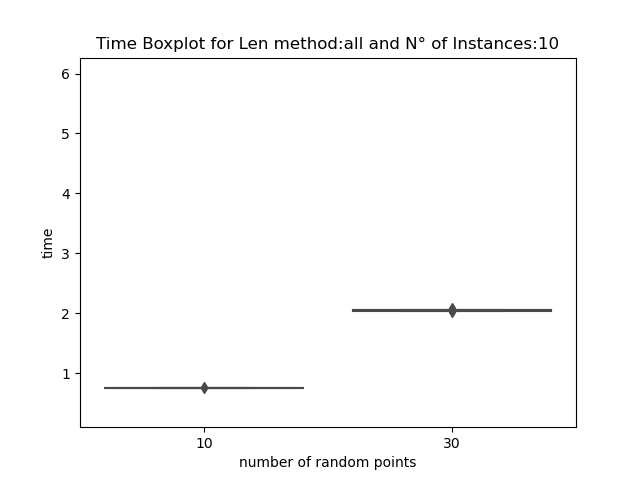 Time Boxplot for Len method:all and N° of Instances:10
6
5
4
3
2
1
time
10 30
number of random points